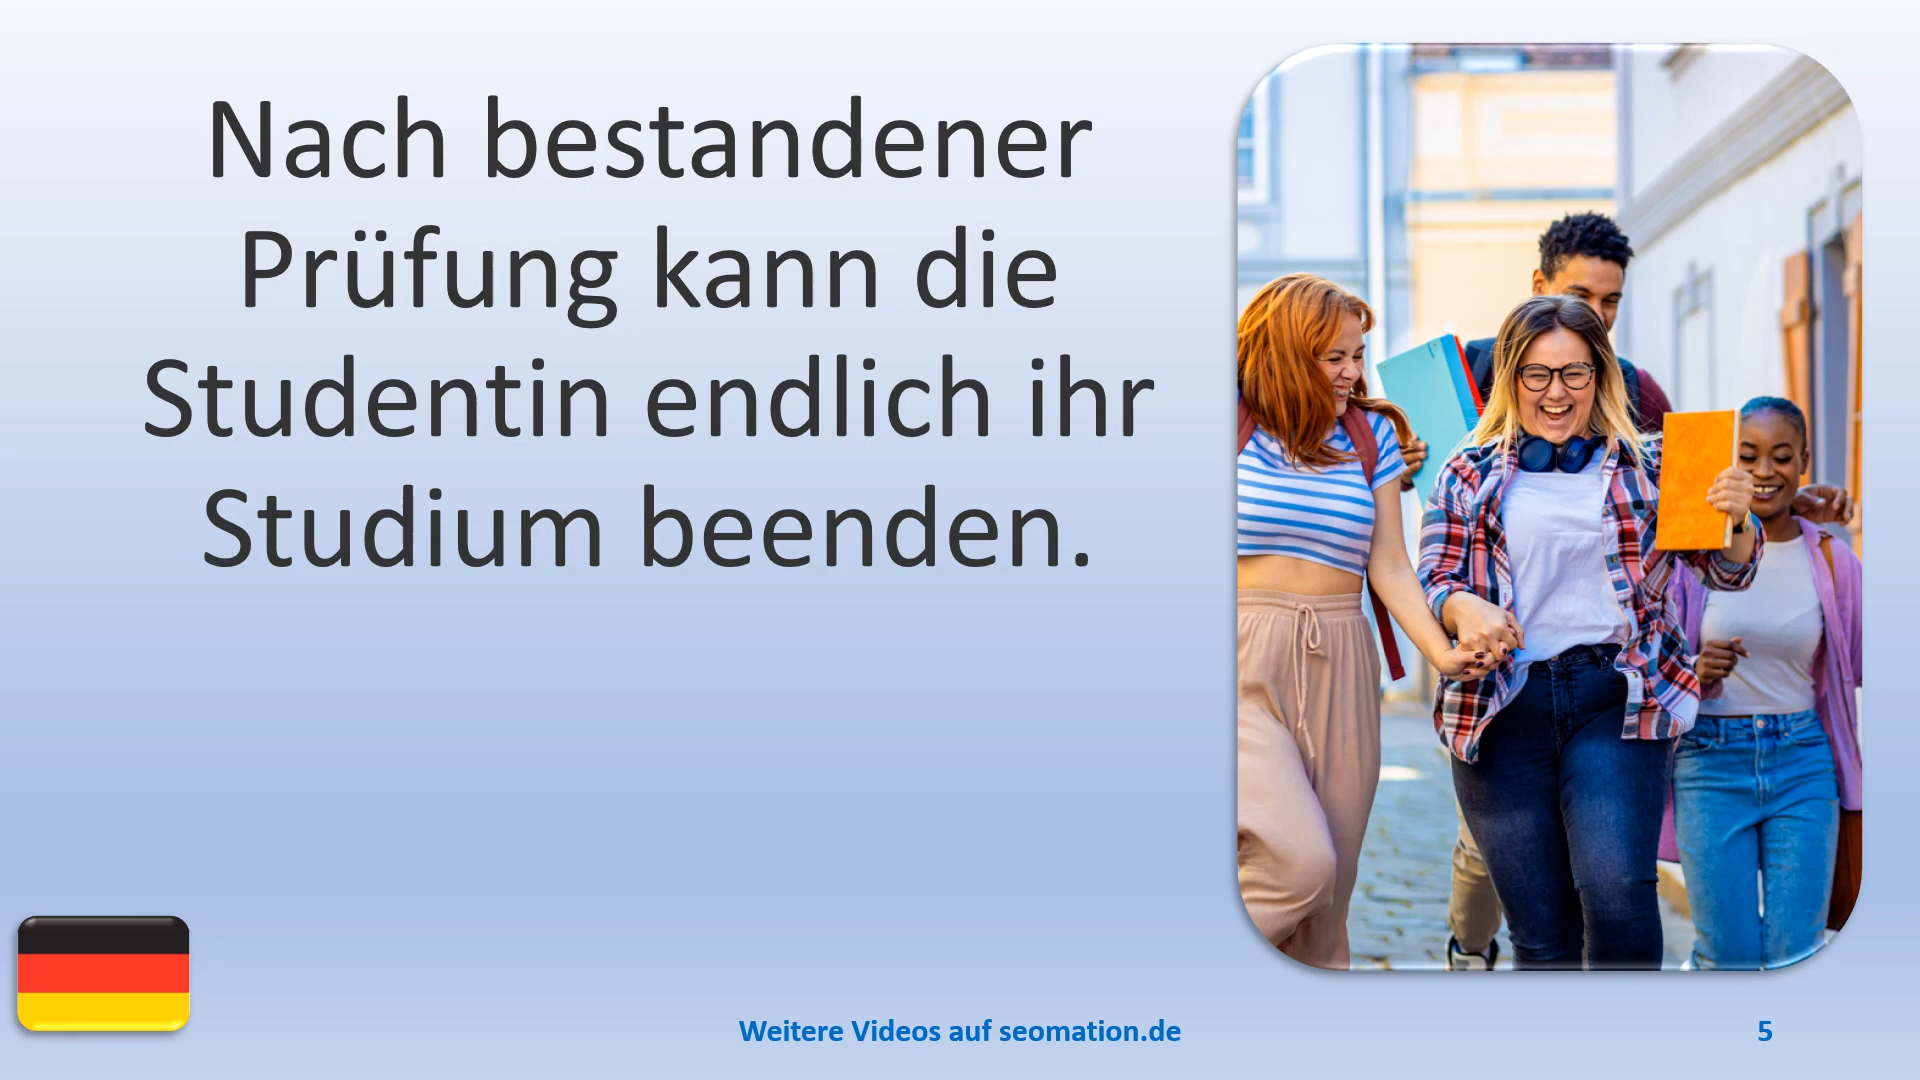 Nach bestandener
Prüfung kann die
Studentin endlich ihr
Studium beenden.
Weitere Videos auf seomation.de
5